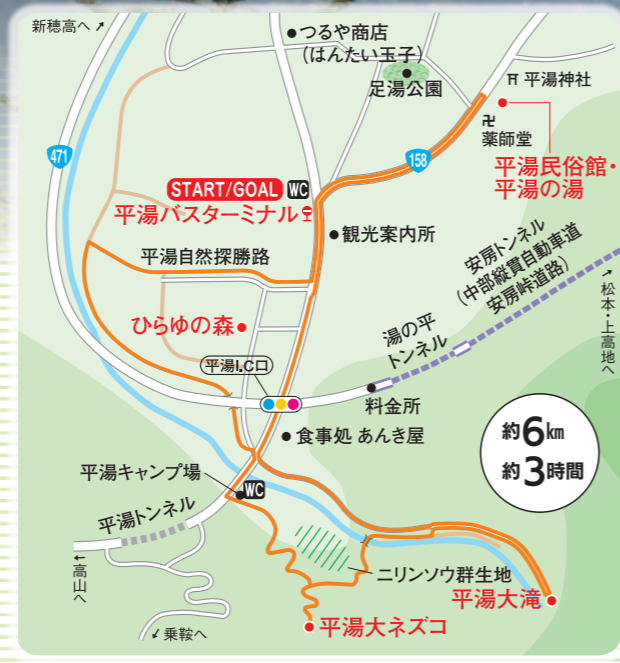 新穂高へ
つるや商店
(はんたい玉子)
足湯公園
平湯神社
薬師堂
471
158
平湯民俗館・
平湯の湯
START/GOAL WC
平湯バスターミナル
観光案内所
平湯自然探勝路
安房トンネル
(中部縦貫自動車道
安房峠道路)
松本・上高地へ
ひらゆの森
湯の平
トンネル
平湯I.C口
料金所
食事処 あんき屋
約6km
約3時間
平湯キャンプ場
WC
平湯トンネル
高山へ
ニリンソウ群生地
平湯大滝
平湯大ネズコ
乗鞍へ